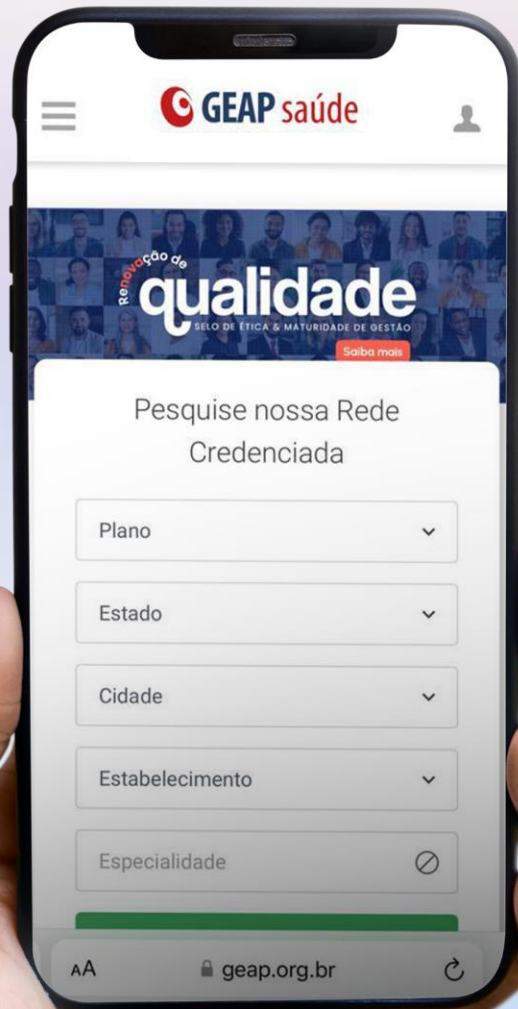 GEAP saúde
Renovação de
qualidade
SELO DE ÉTICA & MATURIDADE DE GESTÃO
Saiba mais
Pesquise nossa Rede
Credenciada
Plano
Estado
Cidade
Estabelecimento
Especialidade
AA geap.org.br